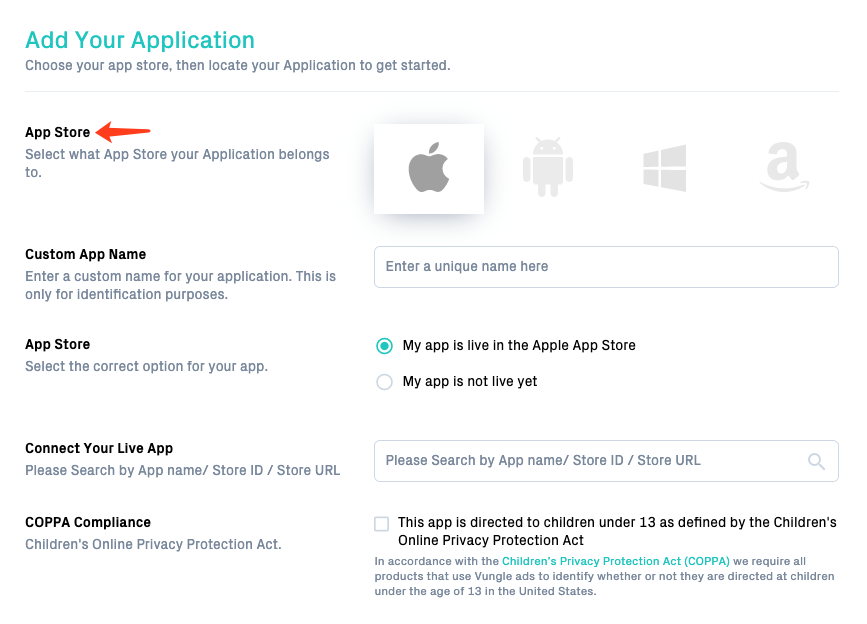 Add Your Application
Choose your app store, then locate your Application to get started.
App Store
Select what App Store your Application belongs
to.
Custom App Name
Enter a custom name for your application. This is
only for identification purposes.
Enter a unique name here
App Store
Select the correct option for your app.
My app is live in the Apple App Store
My app is not live yet
Connect Your Live App
Please Search by App name/ Store ID / Store URL
Please Search by App name/ Store ID / Store URL
COPPA Compliance
Children's Online Privacy Protection Act.
This app is directed to children under 13 as defined by the Children's
Online Privacy Protection Act
In accordance with the Children's Privacy Protection Act (COPPA) we require all
products that use Vungle ads to identify whether or not they are directed at children
under the age of 13 in the United States.